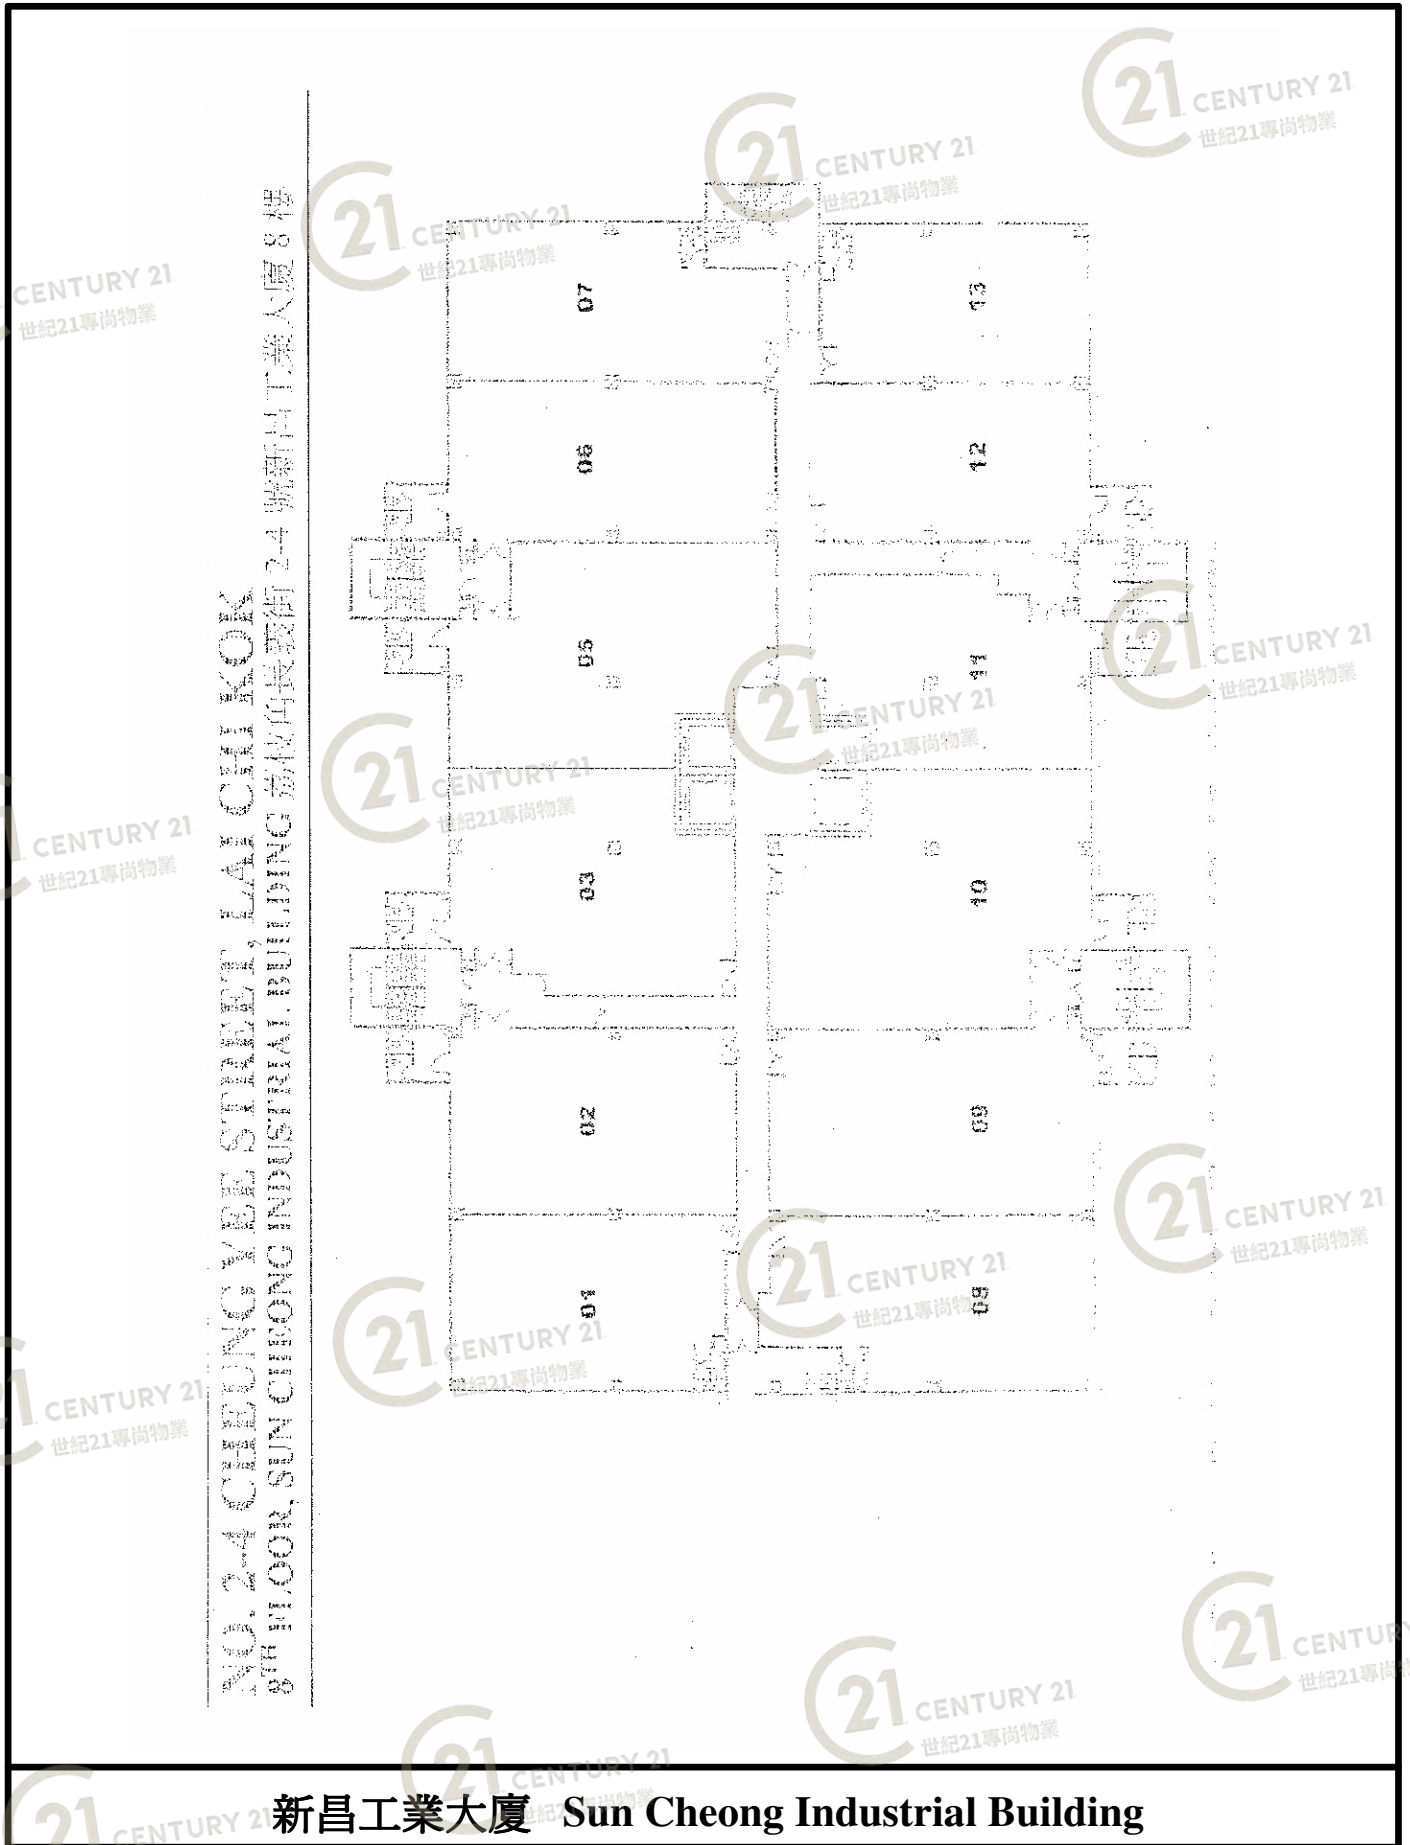 NO. 2-4 CHEUNG YEE STREET, LAI CHI KOK
8TH FLOOR, SUN CHEONG INDUSTRIAL BUILDING 荔枝角長義街 2-4 號新昌工業大廈 8 樓
07
13
06
12
05
11
03
10
02
09
01
新昌工業大廈 Sun Cheong Industrial Building
21 CENTURY 21
世紀21專尚物業